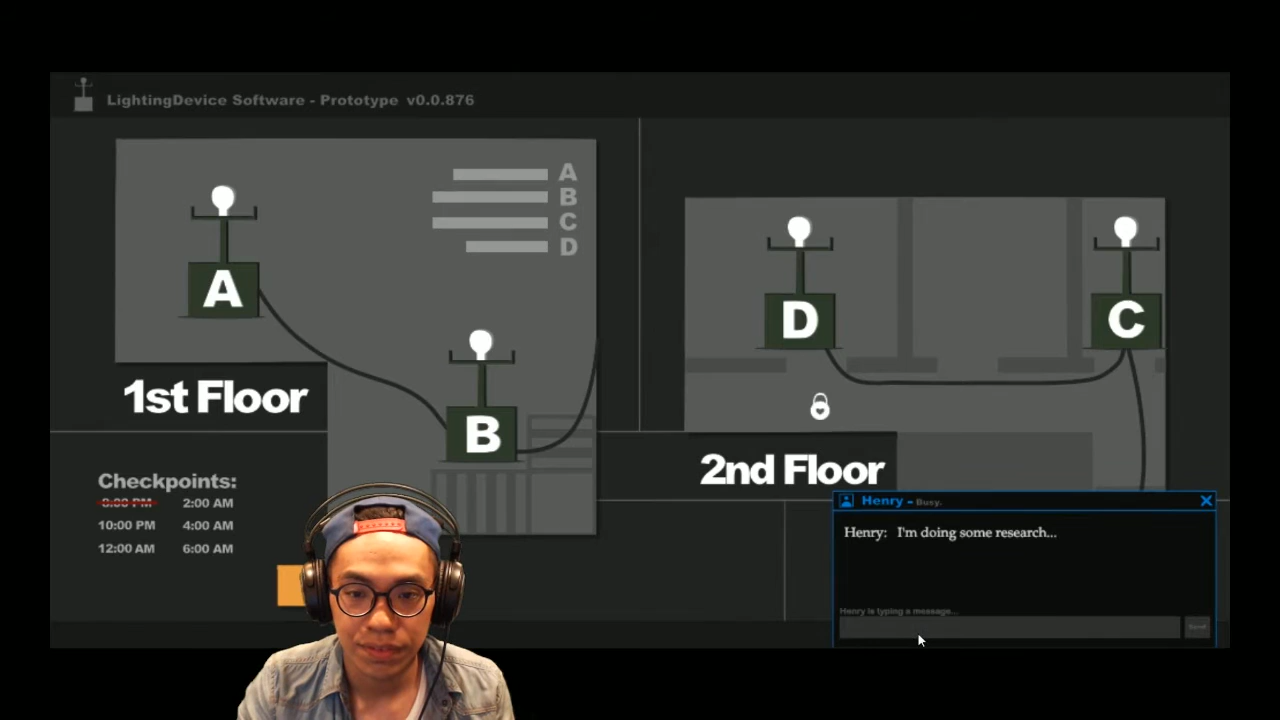 LightingDevice Software - Prototype v0.0.876
A
B
C
D
A
B
1st Floor
D
C
2nd Floor
Checkpoints:
8:00 PM 2:00 AM
10:00 PM 4:00 AM
12:00 AM 6:00 AM
Henry - Busy.
Henry: I'm doing some research...
Henry is typing a message...
Send